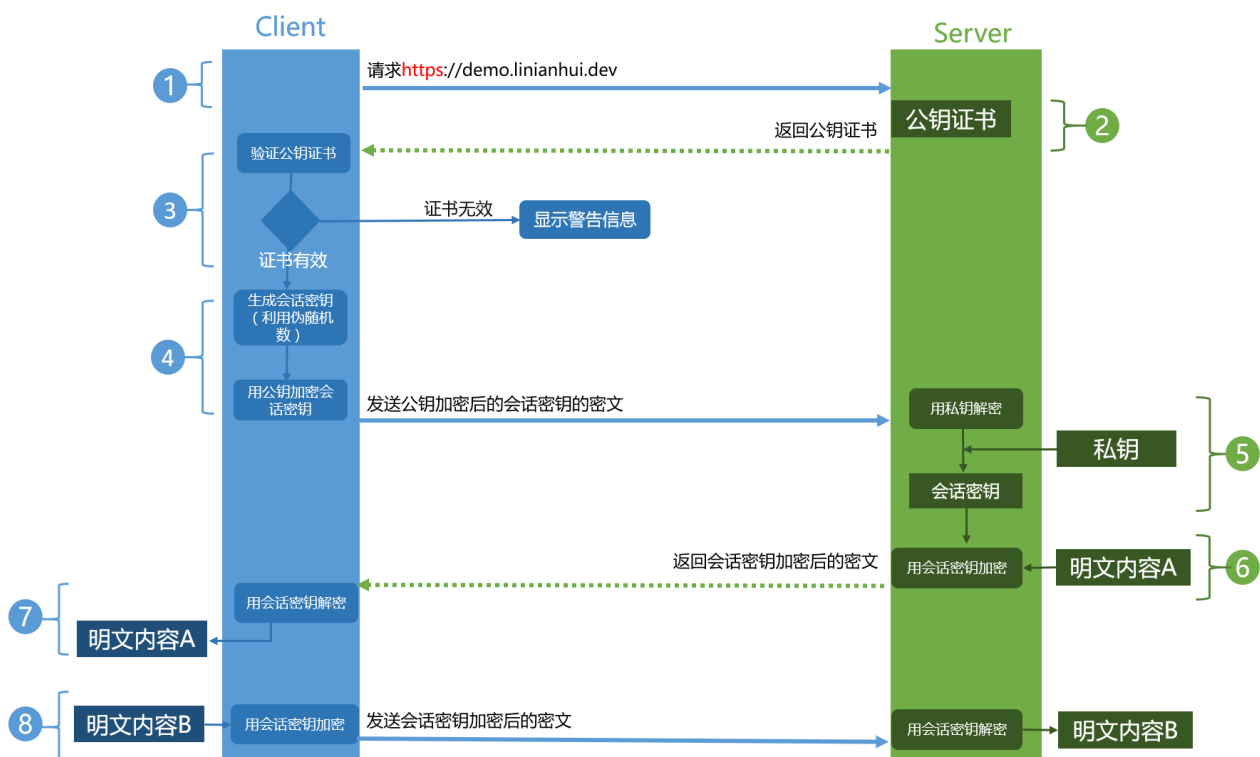 Client
Server
1
请求https://demo.linianhui.dev
公钥证书
2
返回公钥证书
验证公钥证书
3
证书无效
显示警告信息
证书有效
生成会话密钥
（利用伪随机
数）
4
用公钥加密会
话密钥
发送公钥加密后的会话密钥的密文
用私钥解密
私钥
5
会话密钥
返回会话密钥加密后的密文
用会话密钥加密
明文内容A
6
7
用会话密钥解密
明文内容A
8
明文内容B
用会话密钥加密
发送会话密钥加密后的密文
用会话密钥解密
明文内容B